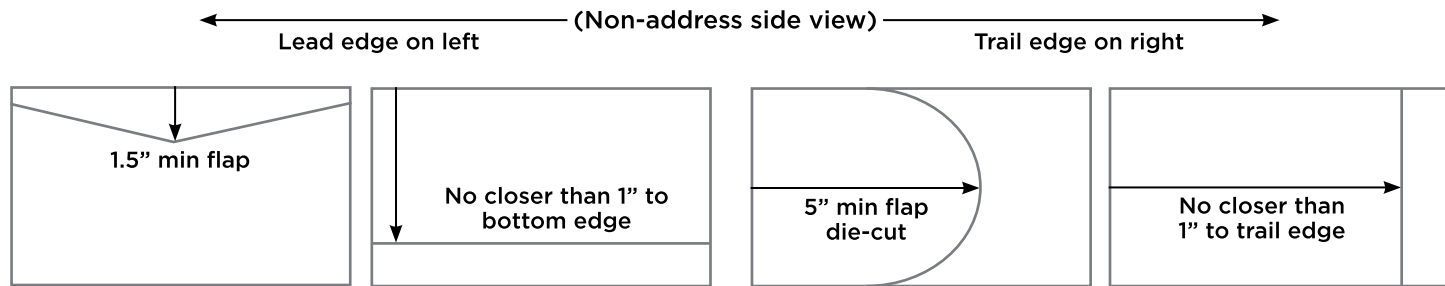 (Non-address side view)
Lead edge on left
Trail edge on right
1.5” min flap
No closer than 1” to
bottom edge
5” min flap
die-cut
No closer than
1” to trail edge